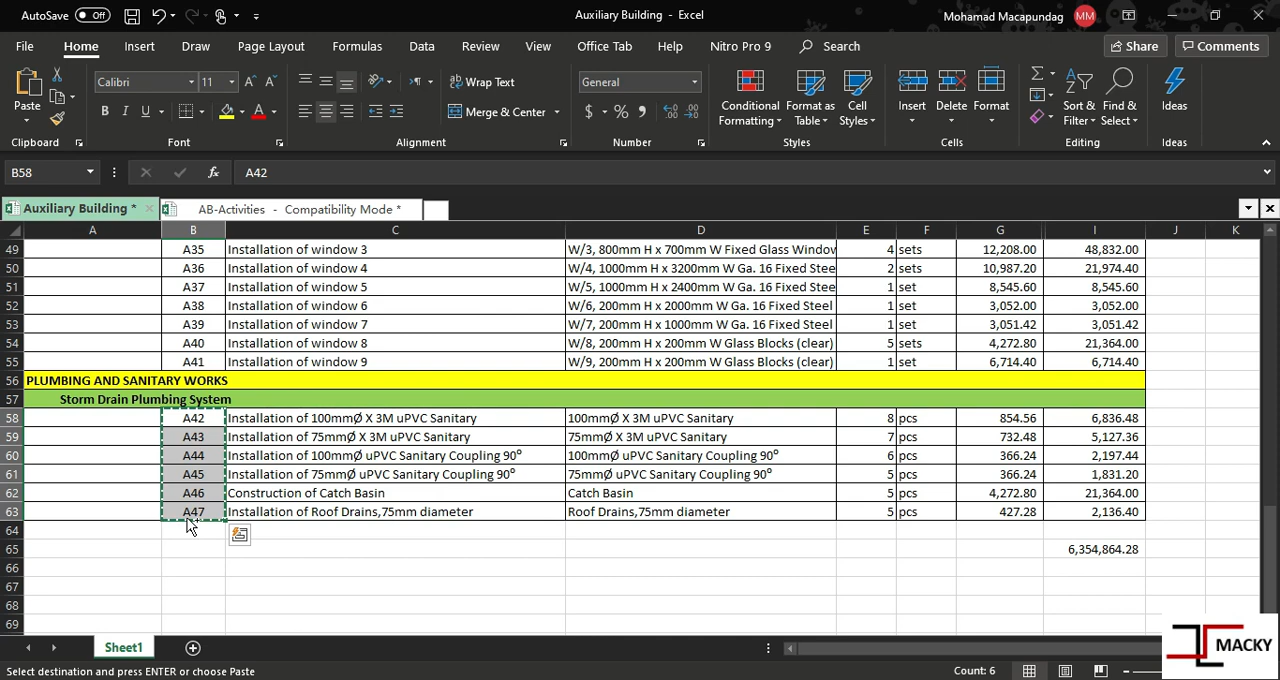 AutoSave Off Auxiliary Building - Excel Mohamad Macapundag MM
File Home Insert Draw Page Layout Formulas Data Review View Office Tab Help Nitro Pro 9 Search Share Comments
Paste Calibri 11 Wrap Text General Conditional Formatting Format as Table Cell Styles Insert Delete Format Sort & Filter Find & Select Ideas
B I U Merge & Center $ %
Clipboard Font Alignment Number Styles Cells Editing Ideas
B58 fx A42
Auxiliary Building * AB-Activities - Compatibility Mode *
A B C D E F G H I J K
49 A35 Installation of window 3 W/3, 800mm H x 700mm W Fixed Glass Window 4 sets 12,208.00 48,832.00
50 A36 Installation of window 4 W/4, 1000mm H x 3200mm W Ga. 16 Fixed Stee 2 sets 10,987.20 21,974.40
51 A37 Installation of window 5 W/5, 1000mm H x 2400mm W Ga. 16 Fixed Stee 1 set 8,545.60 8,545.60
52 A38 Installation of window 6 W/6, 200mm H x 2000mm W Ga. 16 Fixed Steel 1 set 3,052.00 3,052.00
53 A39 Installation of window 7 W/7, 200mm H x 1000mm W Ga. 16 Fixed Steel 1 set 3,051.42 3,051.42
54 A40 Installation of window 8 W/8, 200mm H x 200mm W Glass Blocks (clear) 5 sets 4,272.80 21,364.00
55 A41 Installation of window 9 W/9, 200mm H x 200mm W Glass Blocks (clear) 1 set 6,714.40 6,714.40
56 PLUMBING AND SANITARY WORKS
57 Storm Drain Plumbing System
58 A42 Installation of 100mmØ X 3M uPVC Sanitary 100mmØ X 3M uPVC Sanitary 8 pcs 854.56 6,836.48
59 A43 Installation of 75mmØ X 3M uPVC Sanitary 75mmØ X 3M uPVC Sanitary 7 pcs 732.48 5,127.36
60 A44 Installation of 100mmØ uPVC Sanitary Coupling 90° 100mmØ uPVC Sanitary Coupling 90° 6 pcs 366.24 2,197.44
61 A45 Installation of 75mmØ uPVC Sanitary Coupling 90° 75mmØ uPVC Sanitary Coupling 90° 5 pcs 366.24 1,831.20
62 A46 Construction of Catch Basin Catch Basin 5 pcs 4,272.80 21,364.00
63 A47 Installation of Roof Drains,75mm diameter Roof Drains,75mm diameter 5 pcs 427.28 2,136.40
64
65 6,354,864.28
66
67
68
69
Sheet1
MACKY
Select destination and press ENTER or choose Paste Count: 6